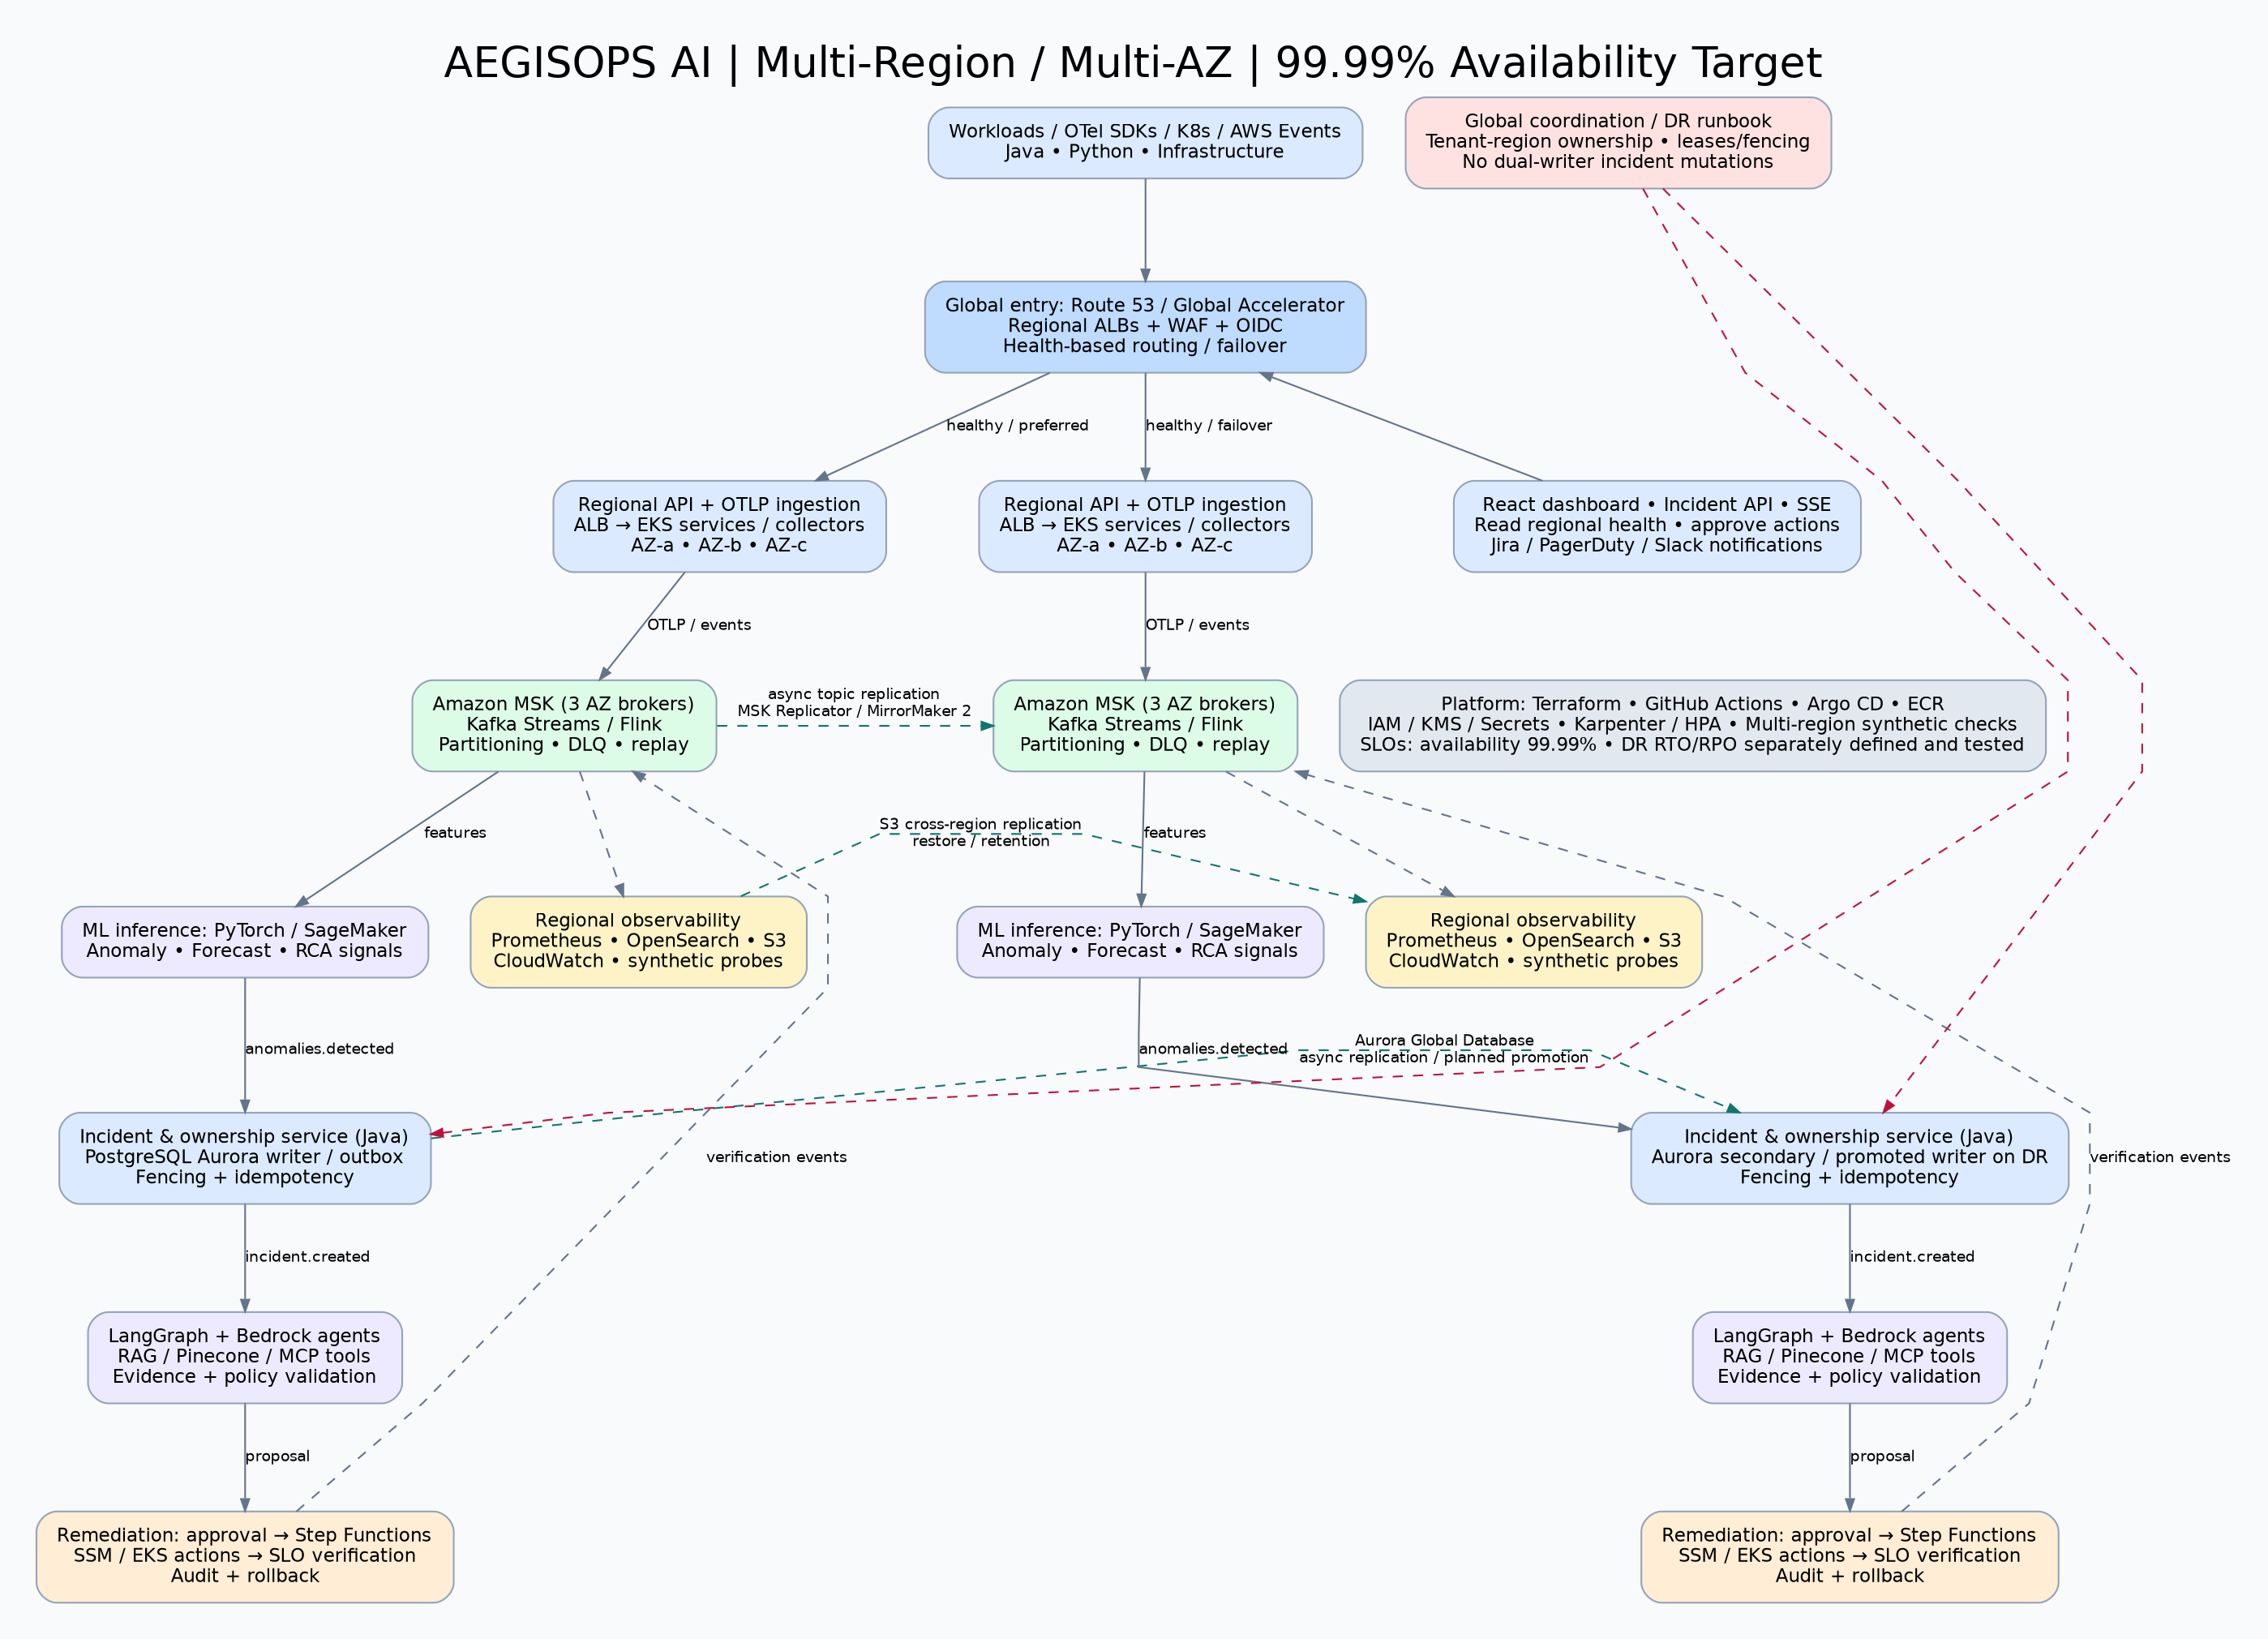 AEGISOPS AI | Multi-Region / Multi-AZ | 99.99% Availability Target
Workloads / OTel SDKs / K8s / AWS Events
Java • Python • Infrastructure
Global coordination / DR runbook
Tenant-region ownership • leases/fencing
No dual-writer incident mutations
Global entry: Route 53 / Global Accelerator
Regional ALBs + WAF + OIDC
Health-based routing / failover
healthy / preferred
healthy / failover
Regional API + OTLP ingestion
ALB → EKS services / collectors
AZ-a • AZ-b • AZ-c
Regional API + OTLP ingestion
ALB → EKS services / collectors
AZ-a • AZ-b • AZ-c
React dashboard • Incident API • SSE
Read regional health • approve actions
Jira / PagerDuty / Slack notifications
OTLP / events
OTLP / events
Amazon MSK (3 AZ brokers)
Kafka Streams / Flink
Partitioning • DLQ • replay
async topic replication
MSK Replicator / MirrorMaker 2
Amazon MSK (3 AZ brokers)
Kafka Streams / Flink
Partitioning • DLQ • replay
Platform: Terraform • GitHub Actions • Argo CD • ECR
IAM / KMS / Secrets • Karpenter / HPA • Multi-region synthetic checks
SLOs: availability 99.99% • DR RTO/RPO separately defined and tested
features
S3 cross-region replication
restore / retention
features
ML inference: PyTorch / SageMaker
Anomaly • Forecast • RCA signals
Regional observability
Prometheus • OpenSearch • S3
CloudWatch • synthetic probes
ML inference: PyTorch / SageMaker
Anomaly • Forecast • RCA signals
Regional observability
Prometheus • OpenSearch • S3
CloudWatch • synthetic probes
anomalies.detected
anomalies.detected
Aurora Global Database
async replication / planned promotion
Incident & ownership service (Java)
PostgreSQL Aurora writer / outbox
Fencing + idempotency
verification events
Incident & ownership service (Java)
Aurora secondary / promoted writer on DR
Fencing + idempotency
verification events
incident.created
incident.created
LangGraph + Bedrock agents
RAG / Pinecone / MCP tools
Evidence + policy validation
LangGraph + Bedrock agents
RAG / Pinecone / MCP tools
Evidence + policy validation
proposal
proposal
Remediation: approval → Step Functions
SSM / EKS actions → SLO verification
Audit + rollback
Remediation: approval → Step Functions
SSM / EKS actions → SLO verification
Audit + rollback